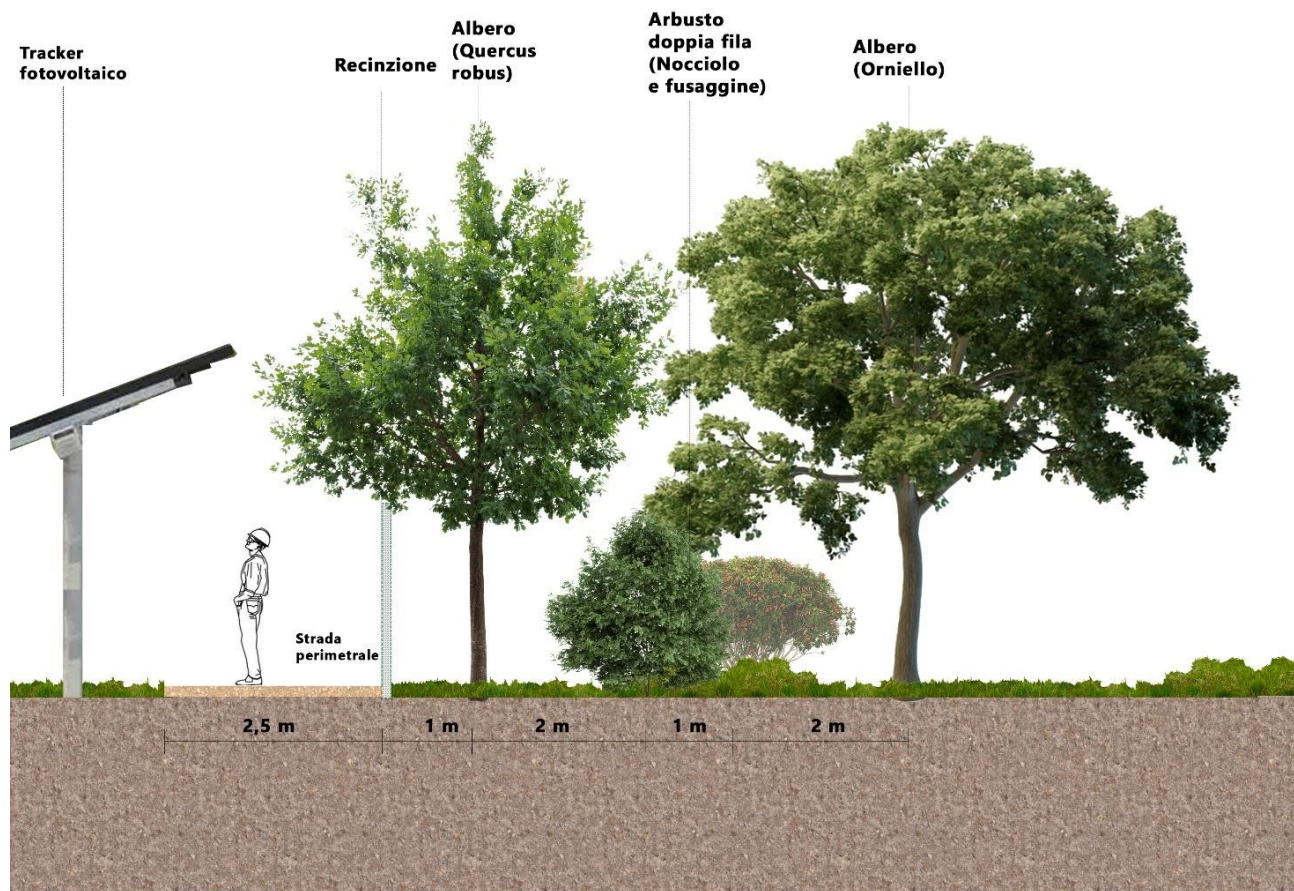 Tracker
fotovoltaico
Recinzione
Albero
(Quercus
robus)
Arbusto
doppia fila
(Nocciolo
e fusaggine)
Albero
(Orniello)
Strada
perimetrale
2,5 m
1 m
2 m
1 m
2 m